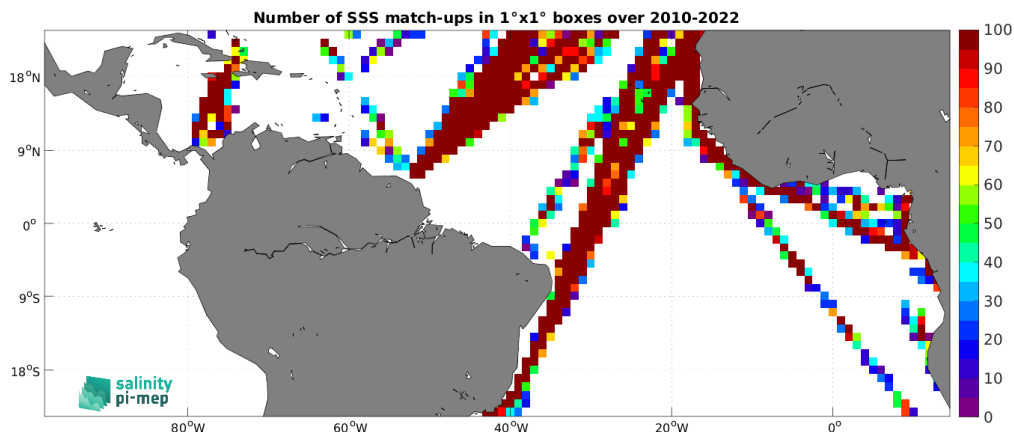 Number of SSS match-ups in 1°x1° boxes over 2010-2022
18°N
9°N
0°
9°S
18°S
80°W
60°W
40°W
20°W
0°
100
90
80
70
60
50
40
30
20
10
0
salinity
pi-mep